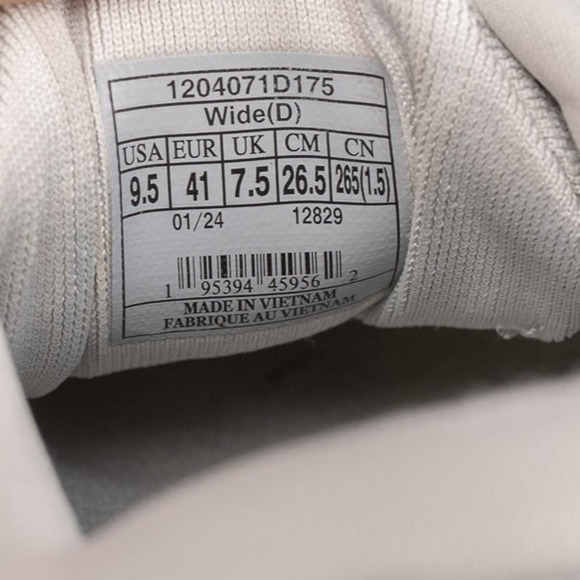 1204071D175
Wide(D)
USA EUR UK CM CN
9.5 41 7.5 26.5 265(1.5)
01/24 12829
1 95394 45956 2
MADE IN VIETNAM
FABRIQUE AU VIETNAM